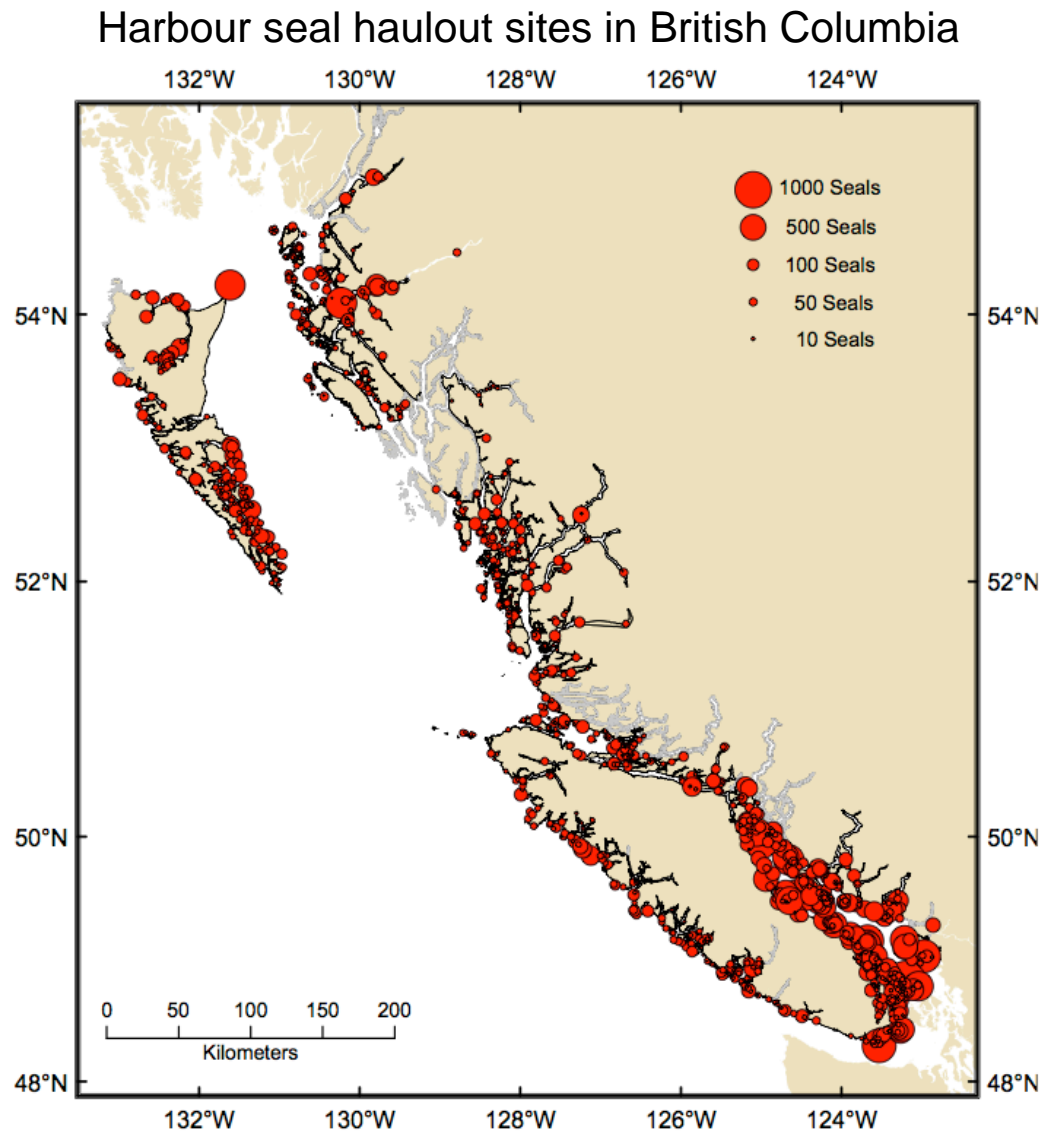 Harbour seal haulout sites in British Columbia
132°W 130°W 128°W 126°W 124°W
1000 Seals
500 Seals
100 Seals
50 Seals
10 Seals
54°N 54°N
52°N 52°N
50°N 50°N
0 50 100 150 200
Kilometers
48°N 48°N
132°W 130°W 128°W 126°W 124°W